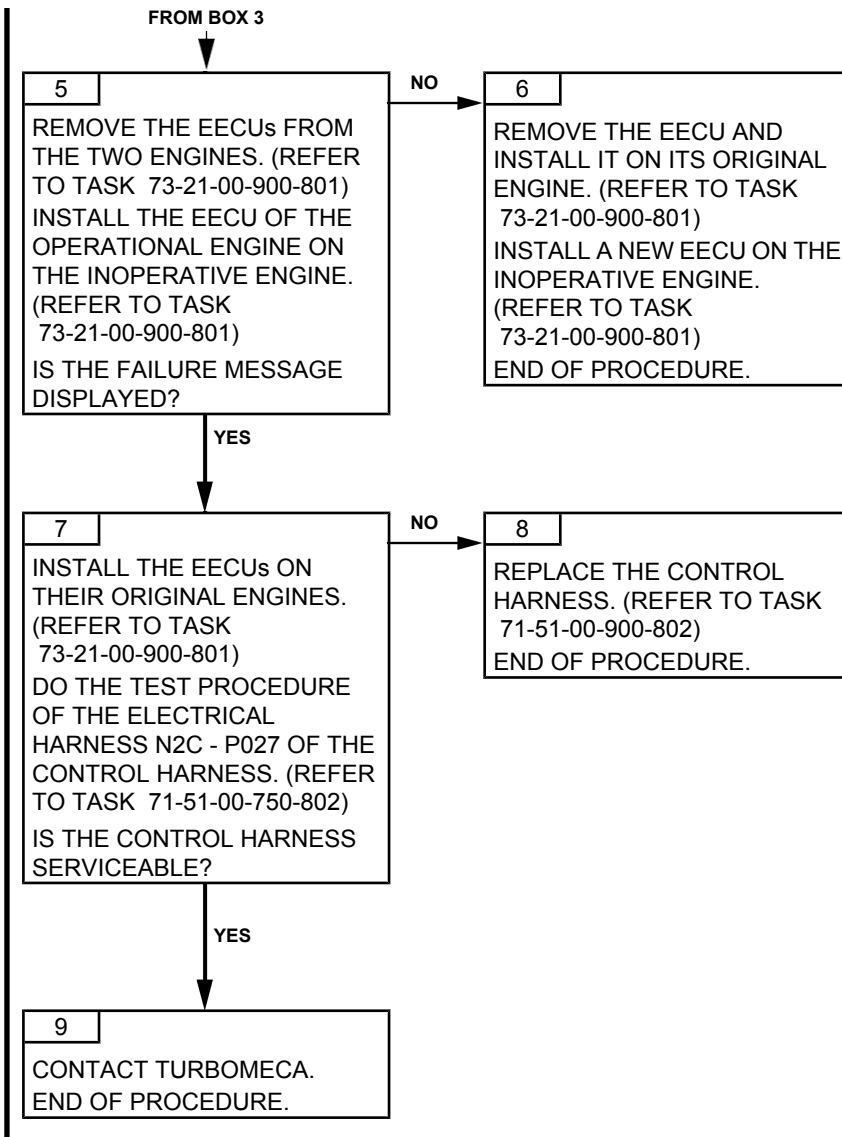 FROM BOX 3
5
REMOVE THE EECUs FROM
THE TWO ENGINES. (REFER
TO TASK 73-21-00-900-801)
INSTALL THE EECU OF THE
OPERATIONAL ENGINE ON
THE INOPERATIVE ENGINE.
(REFER TO TASK
73-21-00-900-801)
IS THE FAILURE MESSAGE
DISPLAYED?
NO
6
REMOVE THE EECU AND
INSTALL IT ON ITS ORIGINAL
ENGINE. (REFER TO TASK
73-21-00-900-801)
INSTALL A NEW EECU ON THE
INOPERATIVE ENGINE.
(REFER TO TASK
73-21-00-900-801)
END OF PROCEDURE.
YES
7
INSTALL THE EECUs ON
THEIR ORIGINAL ENGINES.
(REFER TO TASK
73-21-00-900-801)
DO THE TEST PROCEDURE
OF THE ELECTRICAL
HARNESS N2C - P027 OF THE
CONTROL HARNESS. (REFER
TO TASK 71-51-00-750-802)
IS THE CONTROL HARNESS
SERVICEABLE?
NO
8
REPLACE THE CONTROL
HARNESS. (REFER TO TASK
71-51-00-900-802)
END OF PROCEDURE.
YES
9
CONTACT TURBOMECA.
END OF PROCEDURE.